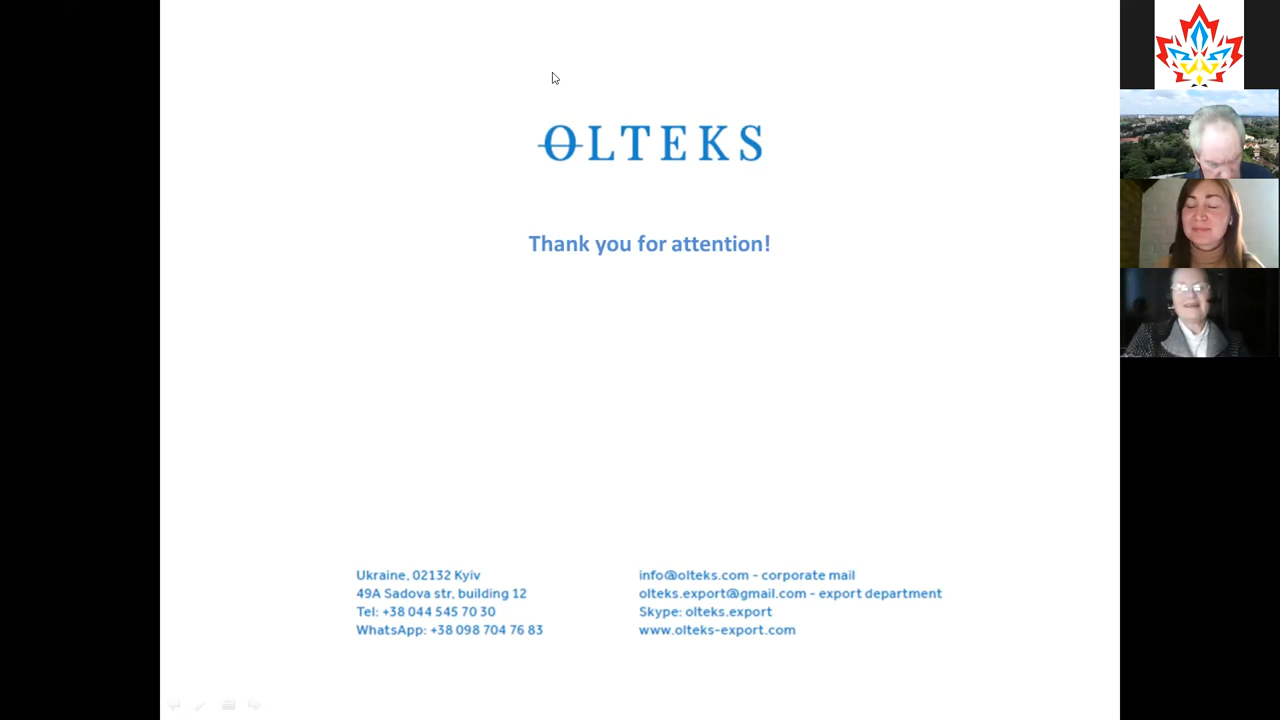 OLTEKS
Thank you for attention!
Ukraine, 02132 Kyiv
49A Sadova str, building 12
Tel: +38 044 545 70 30
WhatsApp: +38 098 704 76 83
info@olteks.com - corporate mail
olteks.export@gmail.com - export department
Skype: olteks.export
www.olteks-export.com